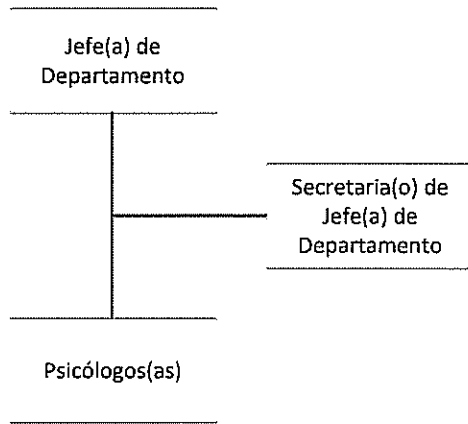 Jefe(a) de
Departamento
Secretaria(o) de
Jefe(a) de
Departamento
Psicólogos(as)